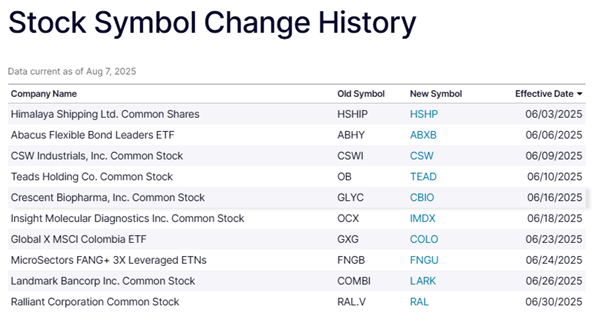 Stock Symbol Change History
Data current as of Aug 7, 2025
Company Name Old Symbol New Symbol Effective Date
Himalaya Shipping Ltd. Common Shares HSHIP HSHP 06/03/2025
Abacus Flexible Bond Leaders ETF ABHY ABXB 06/06/2025
CSW Industrials, Inc. Common Stock CSWI CSW 06/09/2025
Teads Holding Co. Common Stock OB TEAD 06/10/2025
Crescent Biopharma, Inc. Common Stock GLYC CBIO 06/16/2025
Insight Molecular Diagnostics Inc. Common Stock OCX IMDX 06/18/2025
Global X MSCI Colombia ETF GXG COLO 06/23/2025
MicroSectors FANG+ 3X Leveraged ETNs FNGB FNGU 06/24/2025
Landmark Bancorp Inc. Common Stock COMBI LARK 06/26/2025
Ralliant Corporation Common Stock RAL.V RAL 06/30/2025